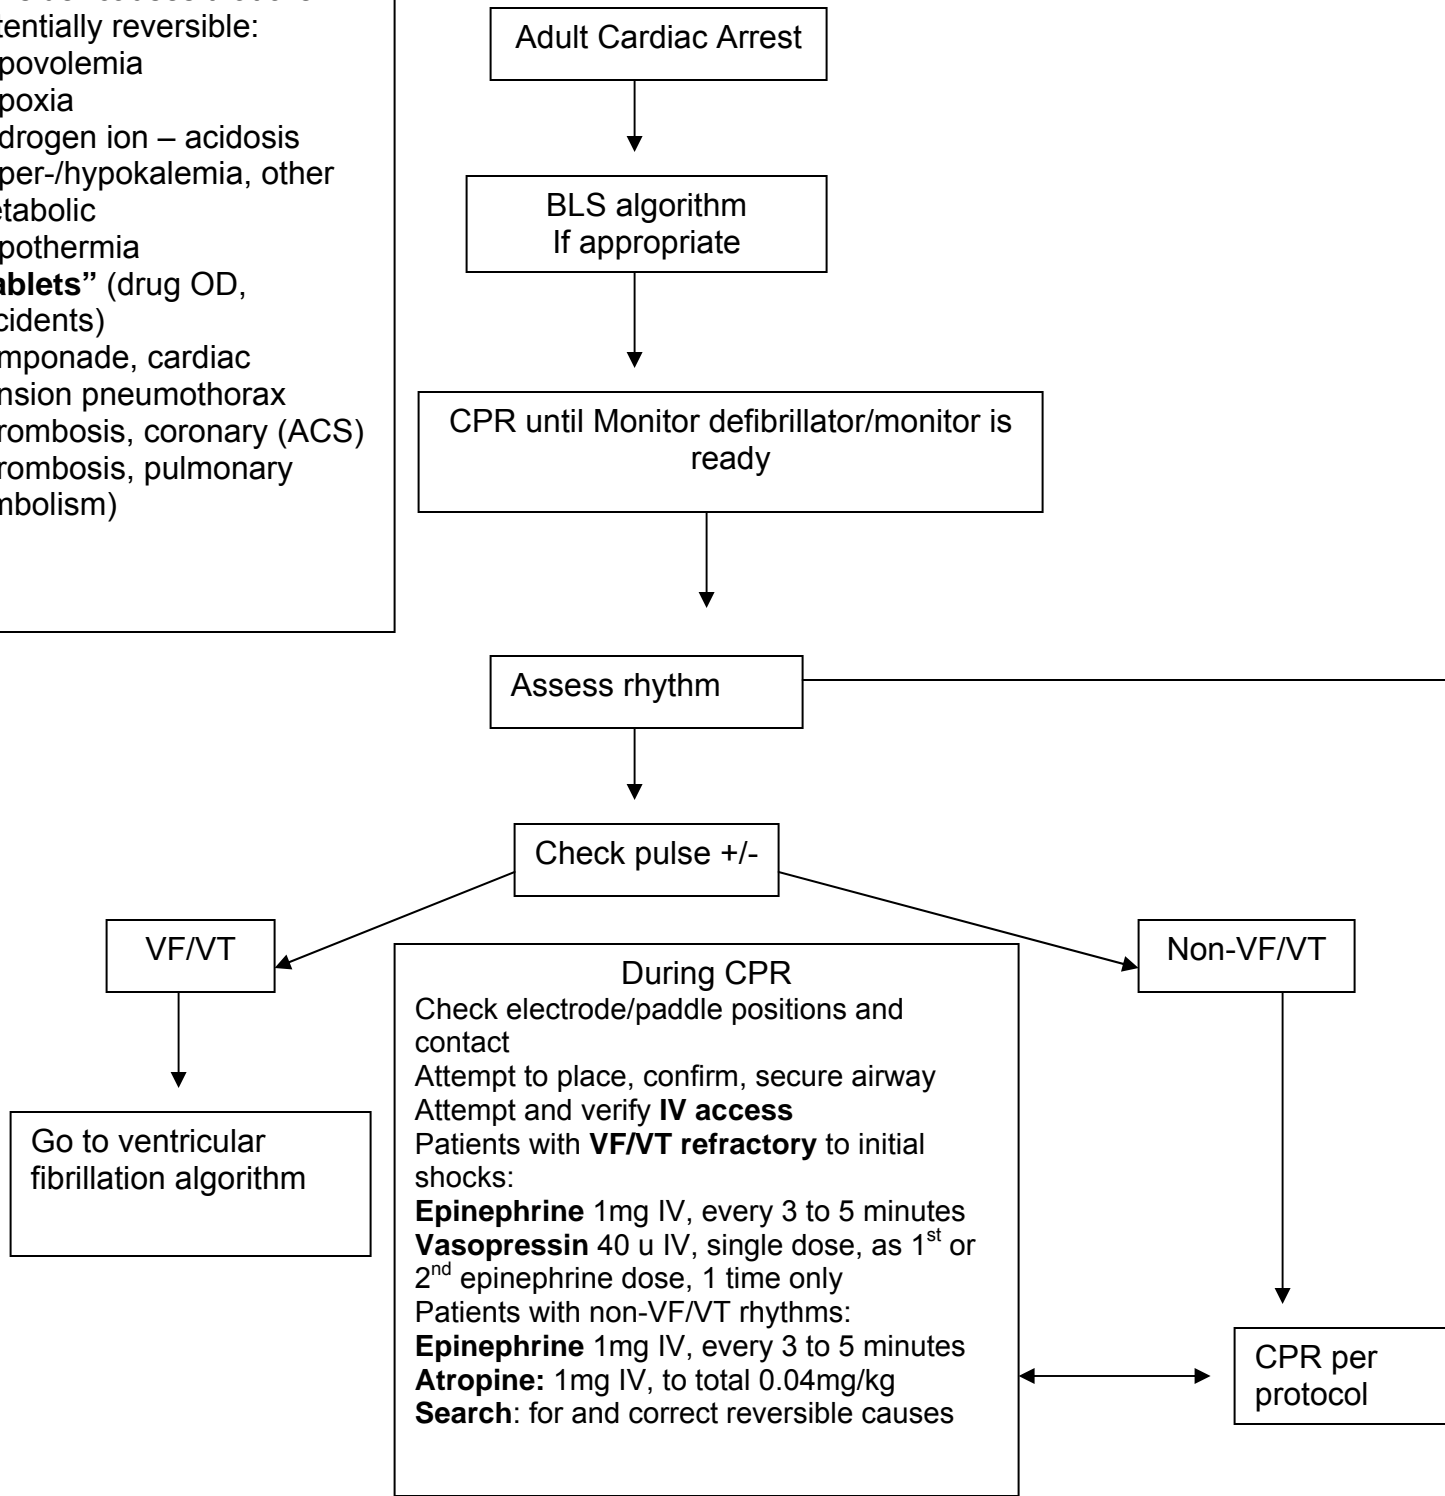 tentially reversible:
povolemia
poxia
drogen ion – acidosis
per-/hypokalemia, other
etabolic
pothermia
ablets” (drug OD,
cidents)
mponade, cardiac
nsion pneumothorax
rombosis, coronary (ACS)
rombosis, pulmonary
mbolism)
Adult Cardiac Arrest
BLS algorithm
If appropriate
CPR until Monitor defibrillator/monitor is
ready
Assess rhythm
Check pulse +/-
VF/VT
Non-VF/VT
Go to ventricular
fibrillation algorithm
During CPR
Check electrode/paddle positions and
contact
Attempt to place, confirm, secure airway
Attempt and verify IV access
Patients with VF/VT refractory to initial
shocks:
Epinephrine 1mg IV, every 3 to 5 minutes
Vasopressin 40 u IV, single dose, as 1st or
2nd epinephrine dose, 1 time only
Patients with non-VF/VT rhythms:
Epinephrine 1mg IV, every 3 to 5 minutes
Atropine: 1mg IV, to total 0.04mg/kg
Search: for and correct reversible causes
CPR per
protocol